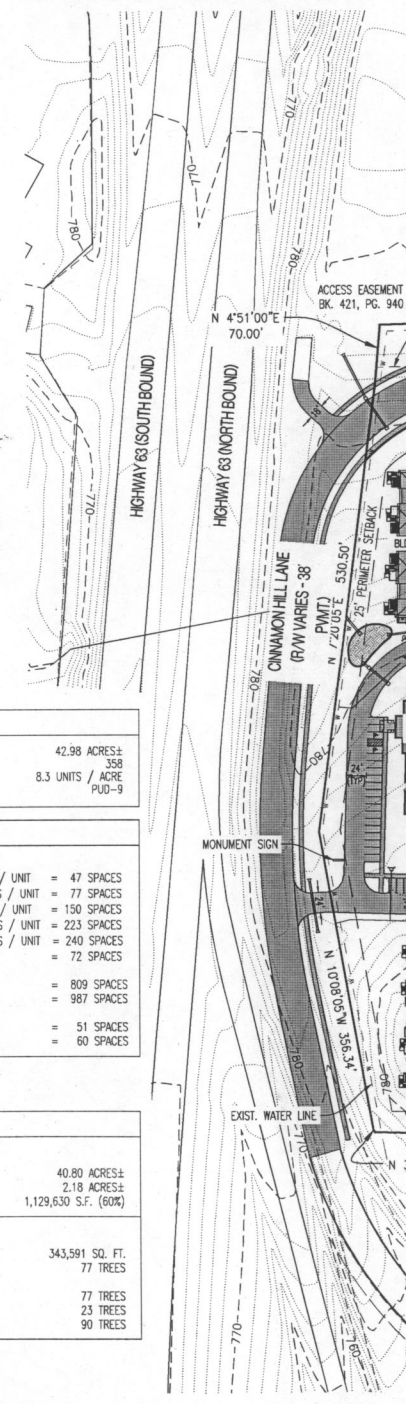 770
770
780
780
ACCESS EASEMENT
BK. 421, PG. 940
N 4°51'00"E
70.00'
HIGHWAY 63 (SOUTH BOUND)
HIGHWAY 63 (NORTH BOUND)
18'
770
CINNAMON HILL LANE
(R/W VARIES - 38'
PVMT)
N 7°20'05"E 530.50'
25' PERIMETER SETBACK
780
780
24'
(TYP)
42.98 ACRES±
358
8.3 UNITS / ACRE
PUD-9
MONUMENT SIGN
/ UNIT = 47 SPACES
S / UNIT = 77 SPACES
/ UNIT = 150 SPACES
S / UNIT = 223 SPACES
S / UNIT = 240 SPACES
= 72 SPACES
= 809 SPACES
= 987 SPACES
= 51 SPACES
= 60 SPACES
24'
N 10°08'05"W 356.34'
780
780
EXIST. WATER LINE
770
N 3
40.80 ACRES±
2.18 ACRES±
1,129,630 S.F. (60%)
343,591 SQ. FT.
77 TREES
77 TREES
23 TREES
90 TREES
770
760